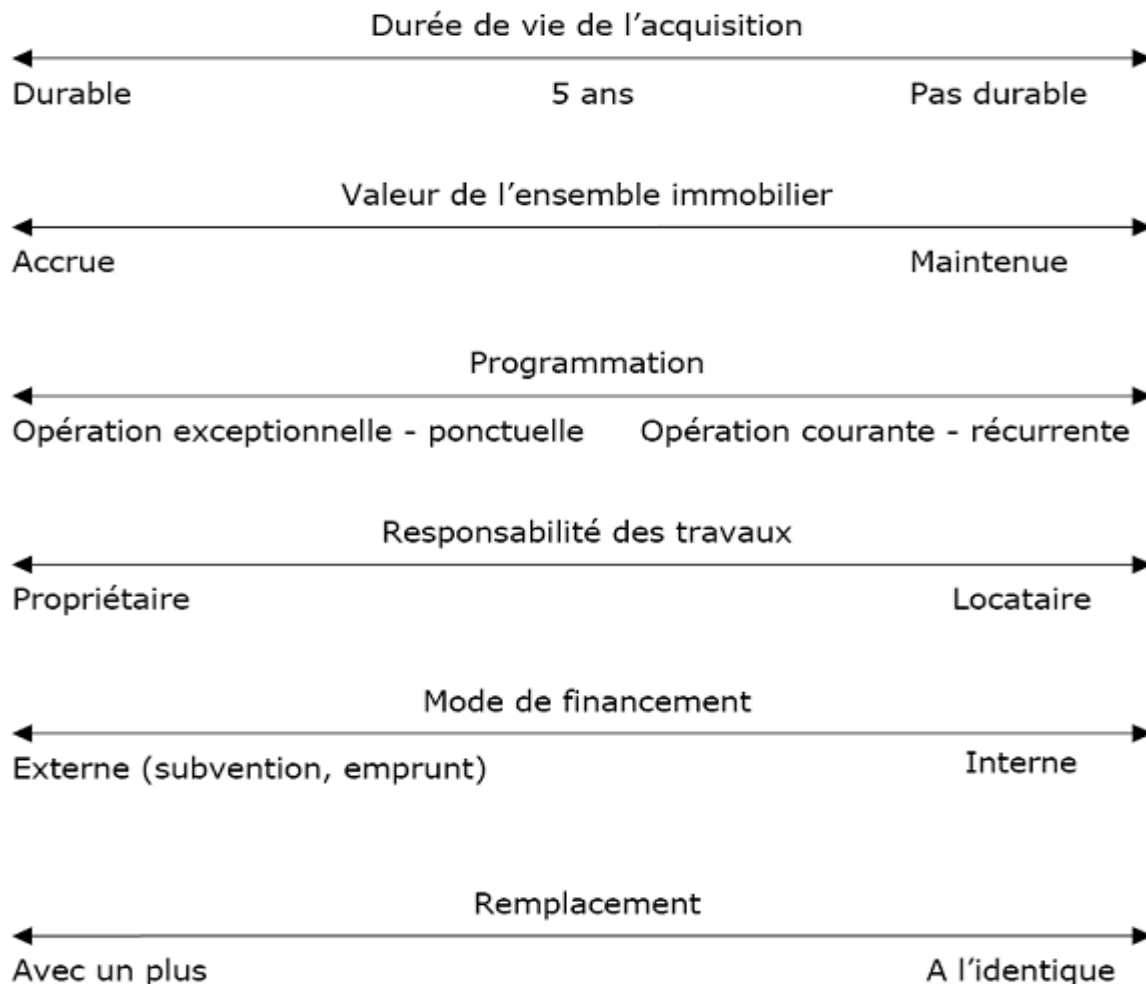 Durée de vie de l’acquisition
Durable 5 ans Pas durable
Valeur de l’ensemble immobilier
Accrue Maintenue
Programmation
Opération exceptionnelle - ponctuelle Opération courante - récurrente
Responsabilité des travaux
Propriétaire Locataire
Mode de financement
Externe (subvention, emprunt) Interne
Remplacement
Avec un plus A l’identique